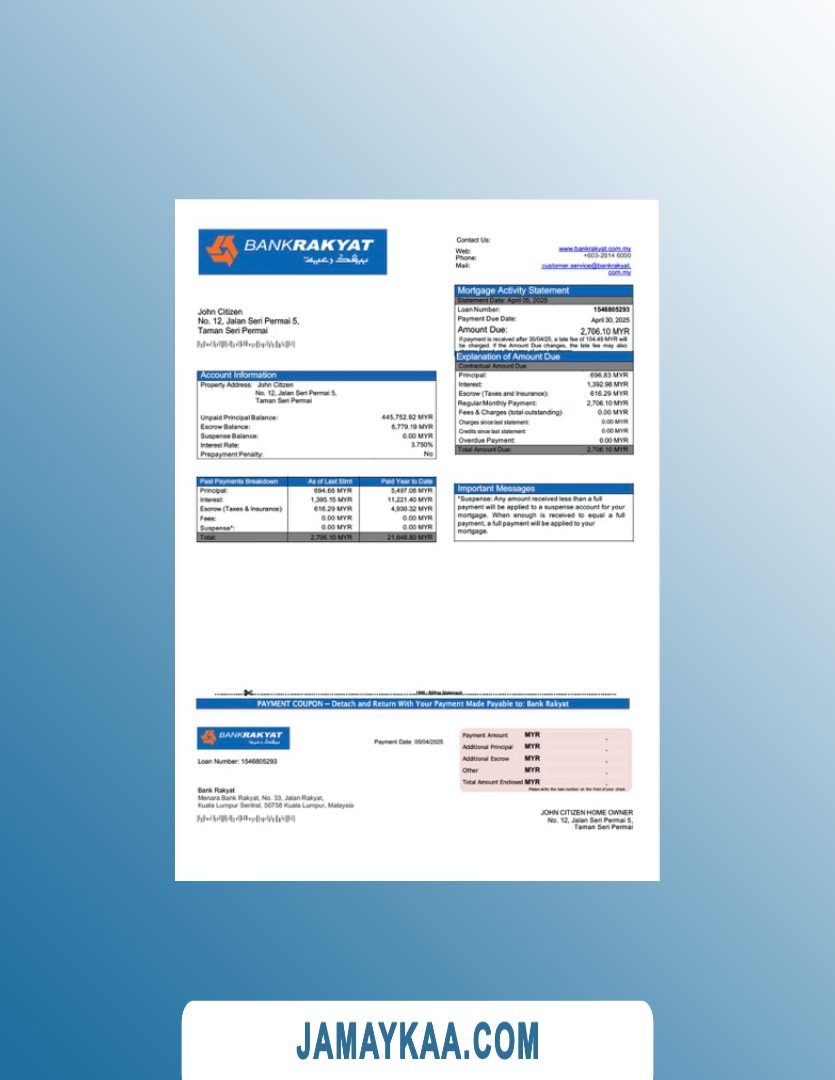 BANKRAKYAT
Contact Us:
Web: www.bankrakyat.com.my
Phone: +603-2614 6000
Mail: customer.service@bankrakyat.
com.my
Mortgage Activity Statement
Statement Date: April 05, 2025
Loan Number: 1546805293
Payment Due Date: April 30, 2025
Amount Due: 2,706.10 MYR
If payment is received after 30/04/25, a late fee of 104.49 MYR will
be charged. If the Amount Due changes, the late fee may also
John Citizen
No. 12, Jalan Seri Permai 5,
Taman Seri Permai
Explanation of Amount Due
Contractual Amount Due
Principal: 696.83 MYR
Interest: 1,392.98 MYR
Escrow (Taxes and Insurance): 616.29 MYR
Regular Monthly Payment: 2,706.10 MYR
Fees & Charges (total outstanding): 0.00 MYR
Charges since last statement: 0.00 MYR
Credits since last statement: 0.00 MYR
Overdue Payment: 0.00 MYR
Total Amount Due: 2,706.10 MYR
Account Information
Property Address: John Citizen
No. 12, Jalan Seri Permai 5,
Taman Seri Permai
Unpaid Principal Balance: 445,752.92 MYR
Escrow Balance: 6,779.19 MYR
Suspense Balance: 0.00 MYR
Interest Rate: 3.750%
Prepayment Penalty: No
Past Payments Breakdown As of Last Stmt Paid Year to Date
Principal: 694.66 MYR 5,497.08 MYR
Interest: 1,395.15 MYR 11,221.40 MYR
Escrow (Taxes & Insurance): 616.29 MYR 4,930.32 MYR
Fees: 0.00 MYR 0.00 MYR
Suspense*: 0.00 MYR 0.00 MYR
Total: 2,706.10 MYR 21,648.80 MYR
Important Messages
*Suspense: Any amount received less than a full
payment will be applied to a suspense account for your
mortgage. When enough is received to equal a full
payment, a full payment will be applied to your
mortgage.
PAYMENT COUPON – Detach and Return With Your Payment Made Payable to: Bank Rakyat
BANKRAKYAT
Payment Date: 05/04/2025
Loan Number: 1546805293
Payment Amount MYR
Additional Principal MYR
Additional Escrow MYR
Other MYR
Total Amount Enclosed MYR
Please write the loan number on the front of your check.
Bank Rakyat
Menara Bank Rakyat, No. 33, Jalan Rakyat,
Kuala Lumpur Sentral, 50758 Kuala Lumpur, Malaysia
JOHN CITIZEN HOME OWNER
No. 12, Jalan Seri Permai 5,
Taman Seri Permai
JAMAYKAA.COM